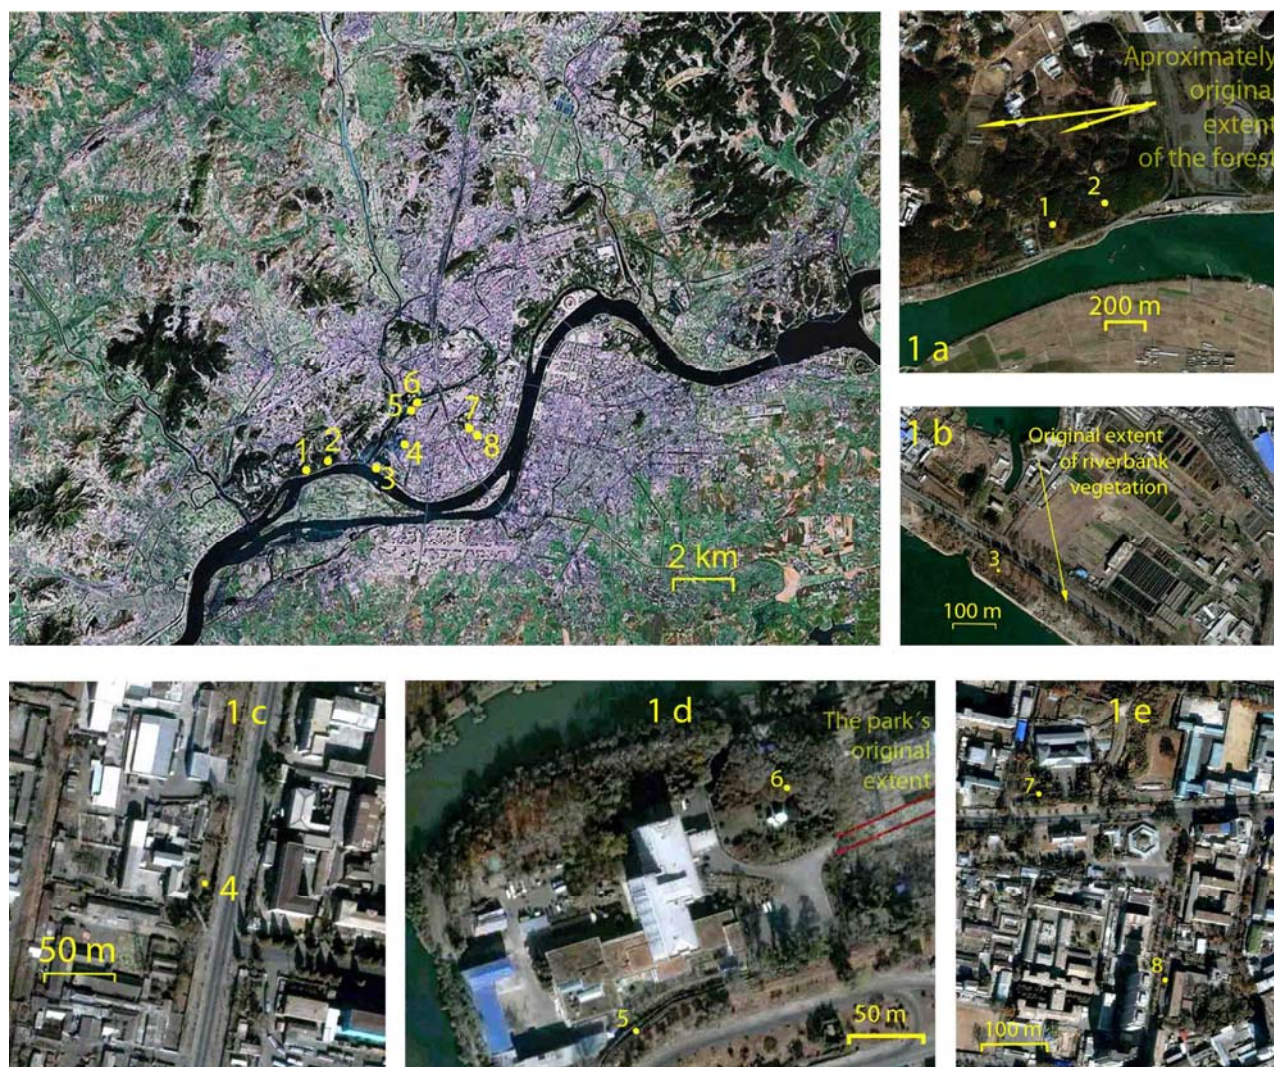 6
5
7
4
8
1
2
3
2 km
Aproximately
original
extent
of the forest
2
1
200 m
1 a
1 b
Original extent
of riverbank
vegetation
3
100 m
1 c
4
50 m
1 d
The park´s
original
extent
6
5
50 m
1 e
7
8
100 m